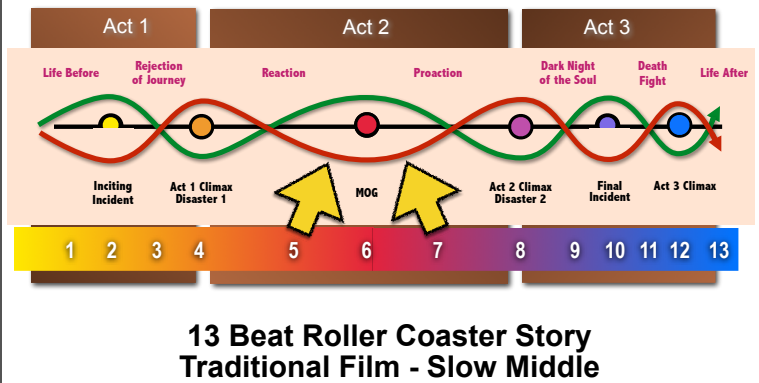 Act 1
Act 2
Act 3
Life Before
Rejection
of Journey
Reaction
Proaction
Dark Night
of the Soul
Death
Fight
Life After
Inciting
Incident
Act 1 Climax
Disaster 1
MOG
Act 2 Climax
Disaster 2
Final
Incident
Act 3 Climax
1 2 3 4 5 6 7 8 9 10 11 12 13
13 Beat Roller Coaster Story
Traditional Film - Slow Middle